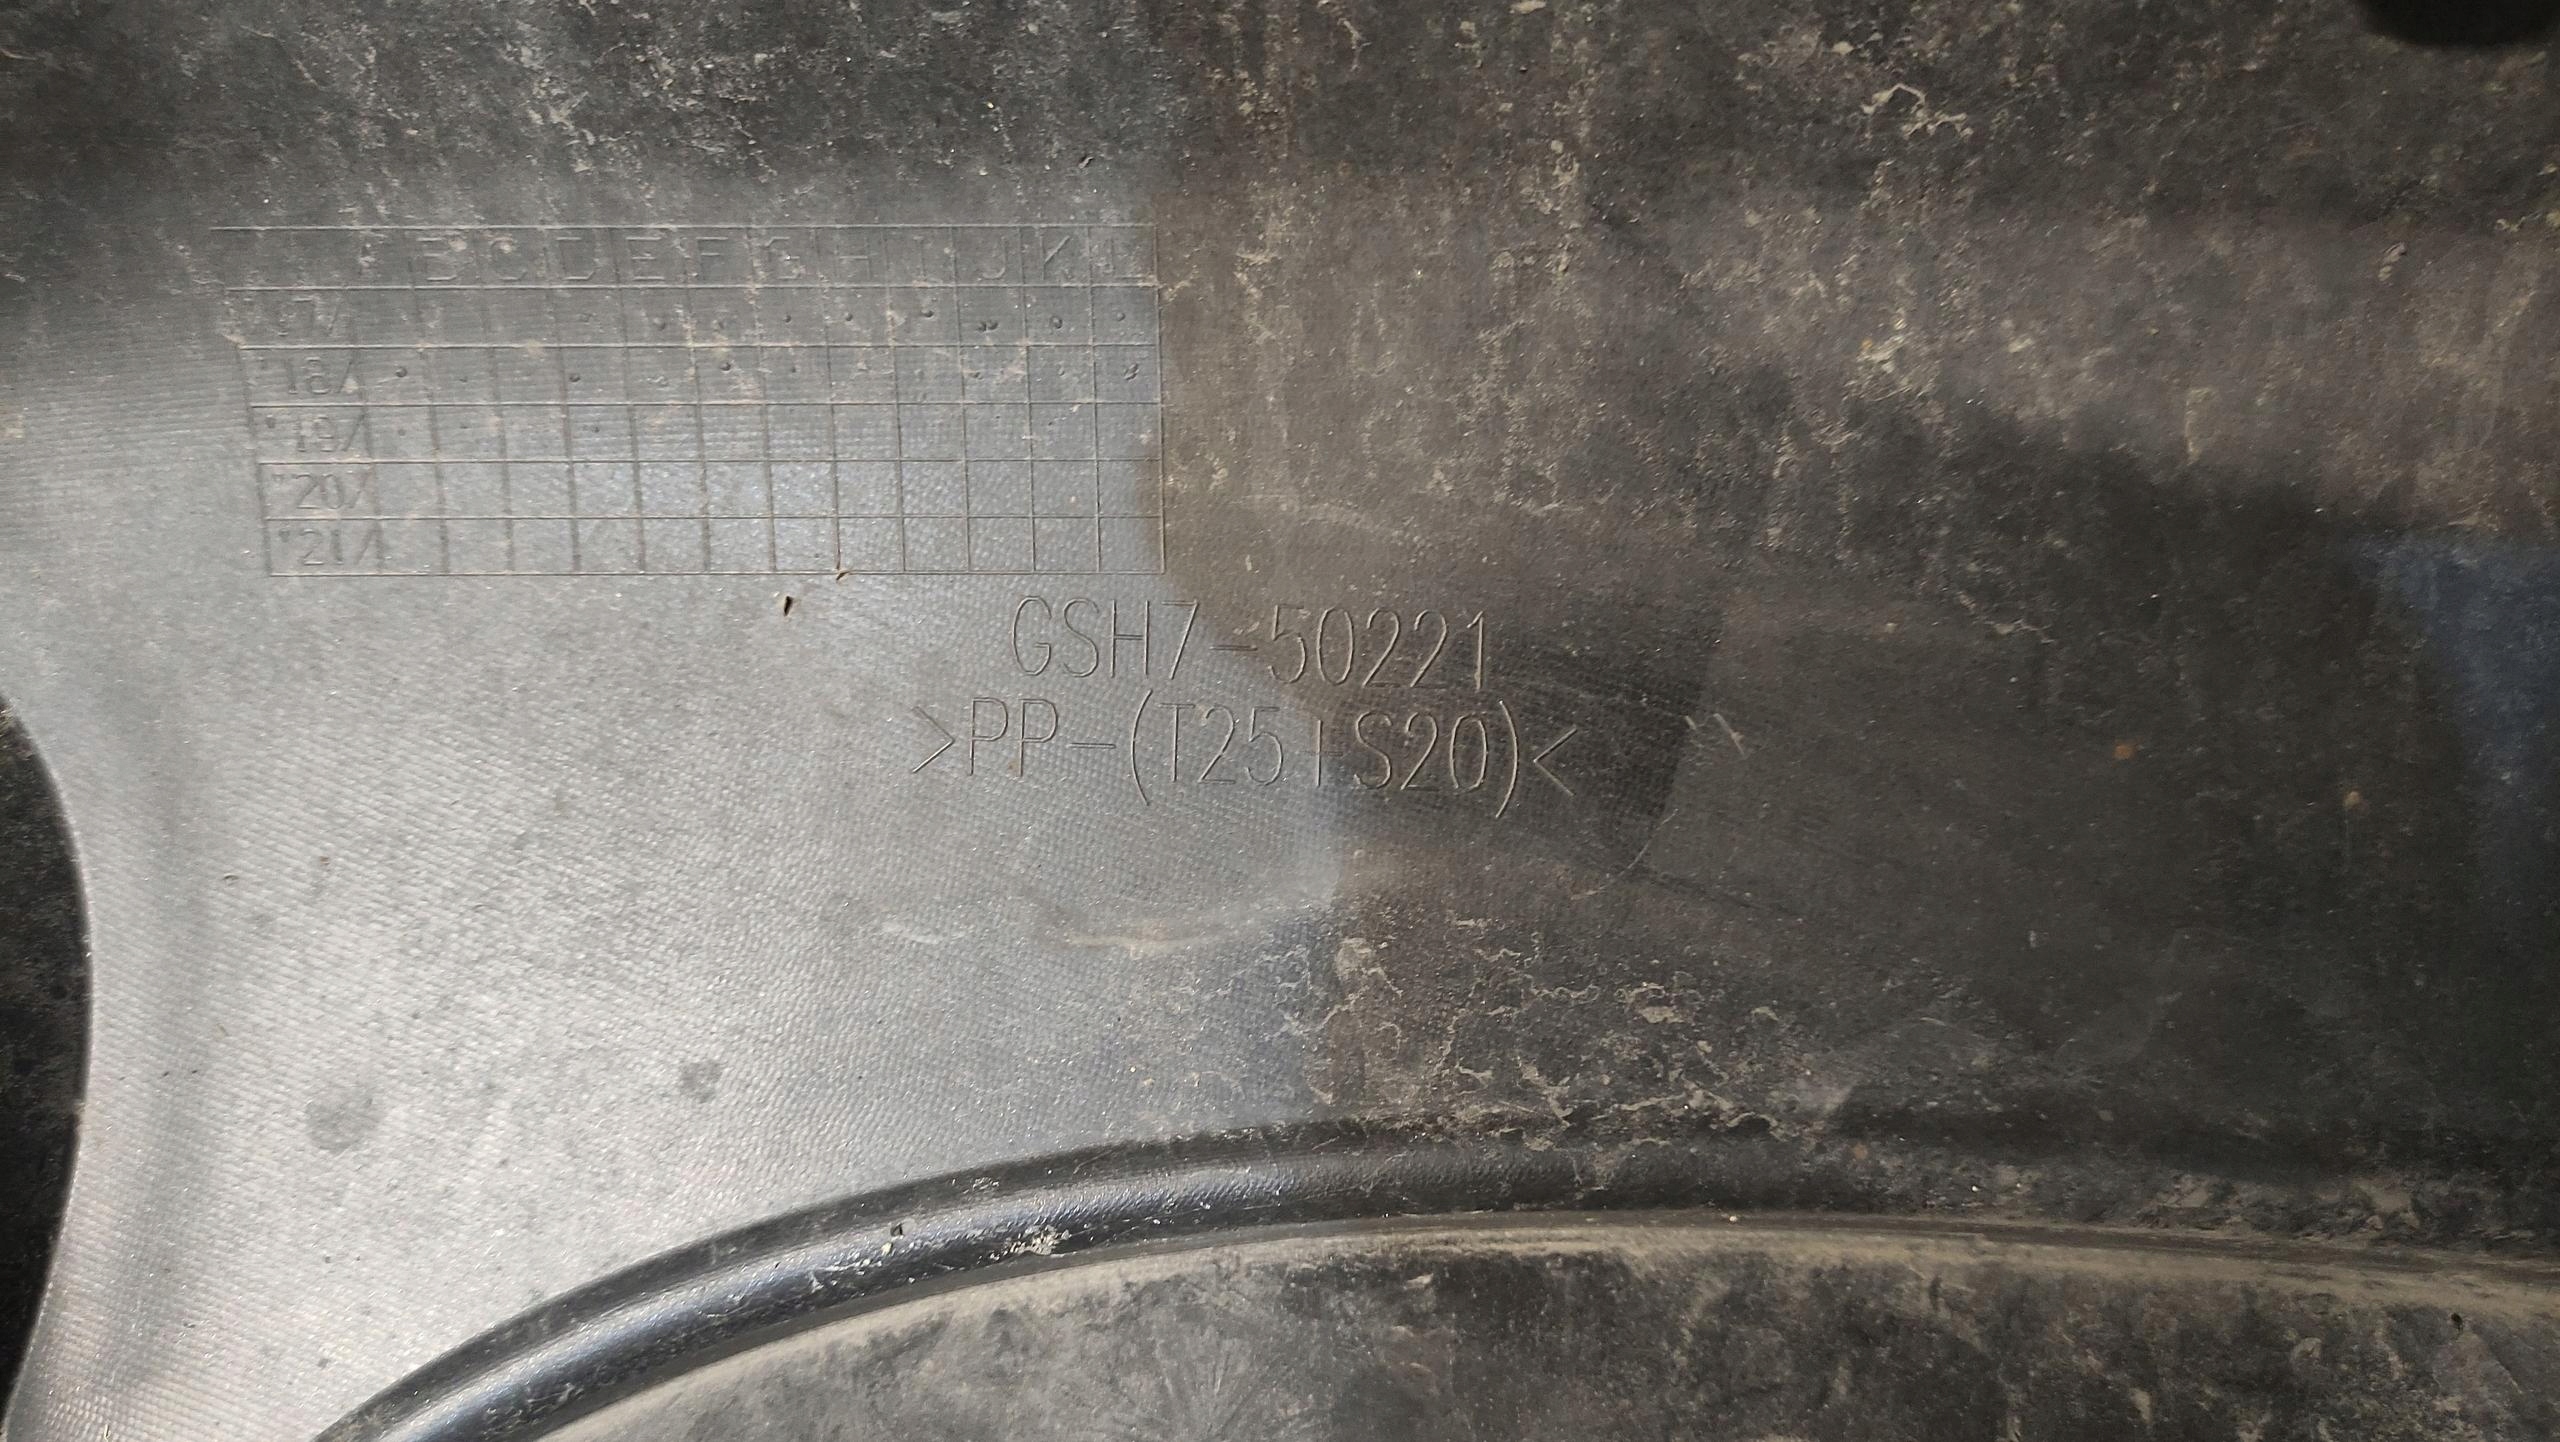 B C D E F G H I J K L
'17/
'18/
'19/
'20/
'21/
GSH7-50221
>PP-(T25+S20)<